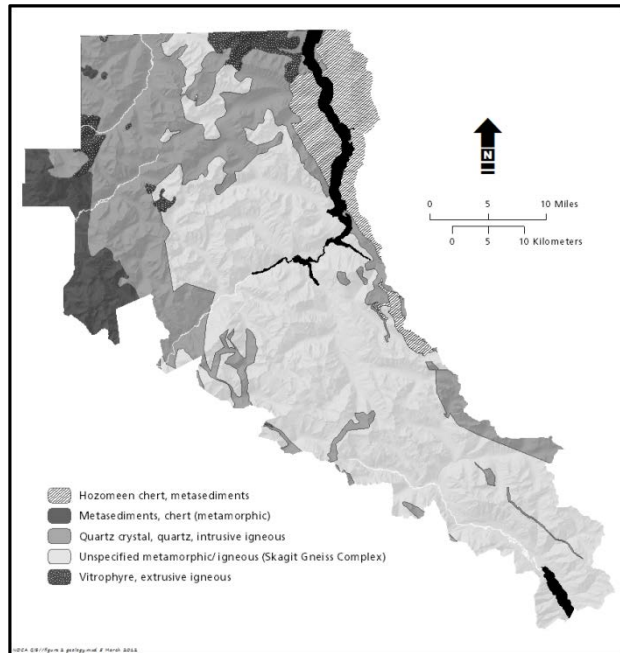 N
0 5 10 Miles
0 5 10 Kilometers
Hozomeen chert, metasediments
Metasediments, chert (metamorphic)
Quartz crystal, quartz, intrusive igneous
Unspecified metamorphic/ igneous (Skagit Gneiss Complex)
Vitrophyre, extrusive igneous